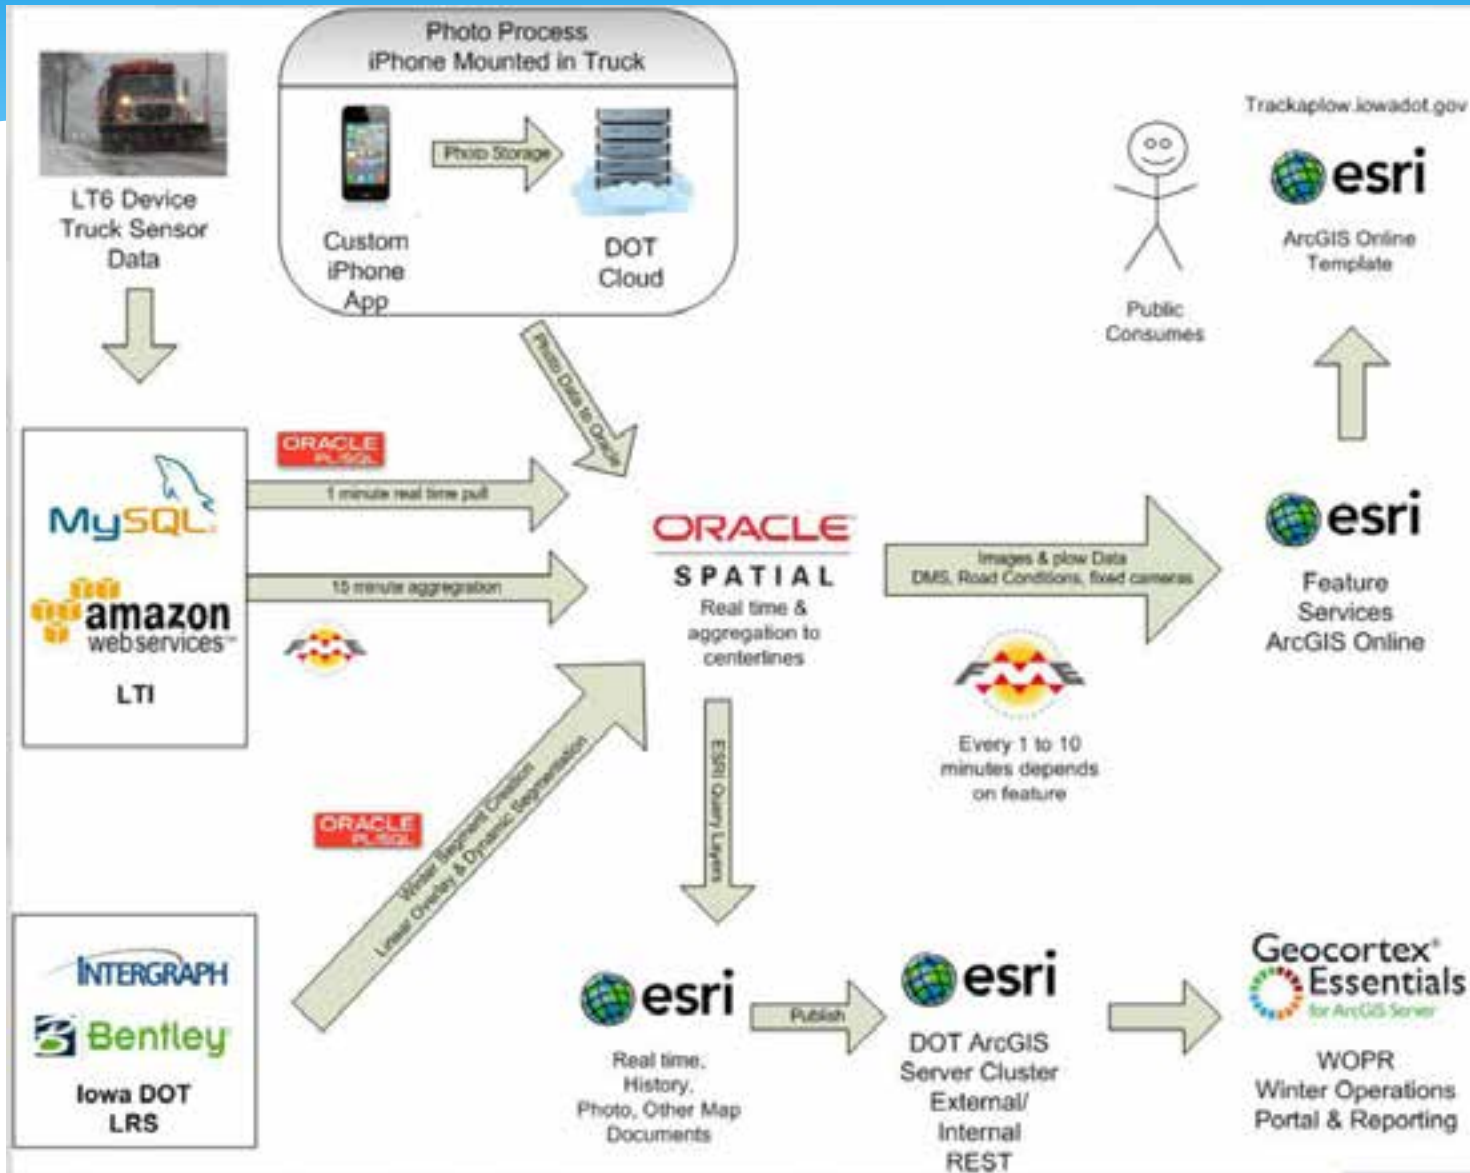 Photo Process
iPhone Mounted in Truck
Photo Storage
Custom
iPhone
App
DOT
Cloud
LT6 Device
Truck Sensor
Data
Trackaplow.iowadot.gov
esri
ArcGIS Online
Template
Public
Consumes
Photo Data to Oracle
ORACLE
PL/SQL
1 minute real time pull
15 minute aggregration
MySQL
amazon
webservices™
LTI
FME
ORACLE
SPATIAL
Real time &
aggregation to
centerlines
Images & plow Data
DMS, Road Conditions, fixed cameras
FME
Every 1 to 10
minutes depends
on feature
esri
Feature
Services
ArcGIS Online
ESRI Query Layers
ORACLE
PL/SQL
Winter Segment Creation
Linear Overlay & Dynamic Segmentation
INTERGRAPH
Bentley
Iowa DOT
LRS
esri
Real time,
History,
Photo, Other Map
Documents
Publish
esri
DOT ArcGIS
Server Cluster
External/
Internal
REST
Geocortex®
Essentials
for ArcGIS Server
WOPR
Winter Operations
Portal & Reporting